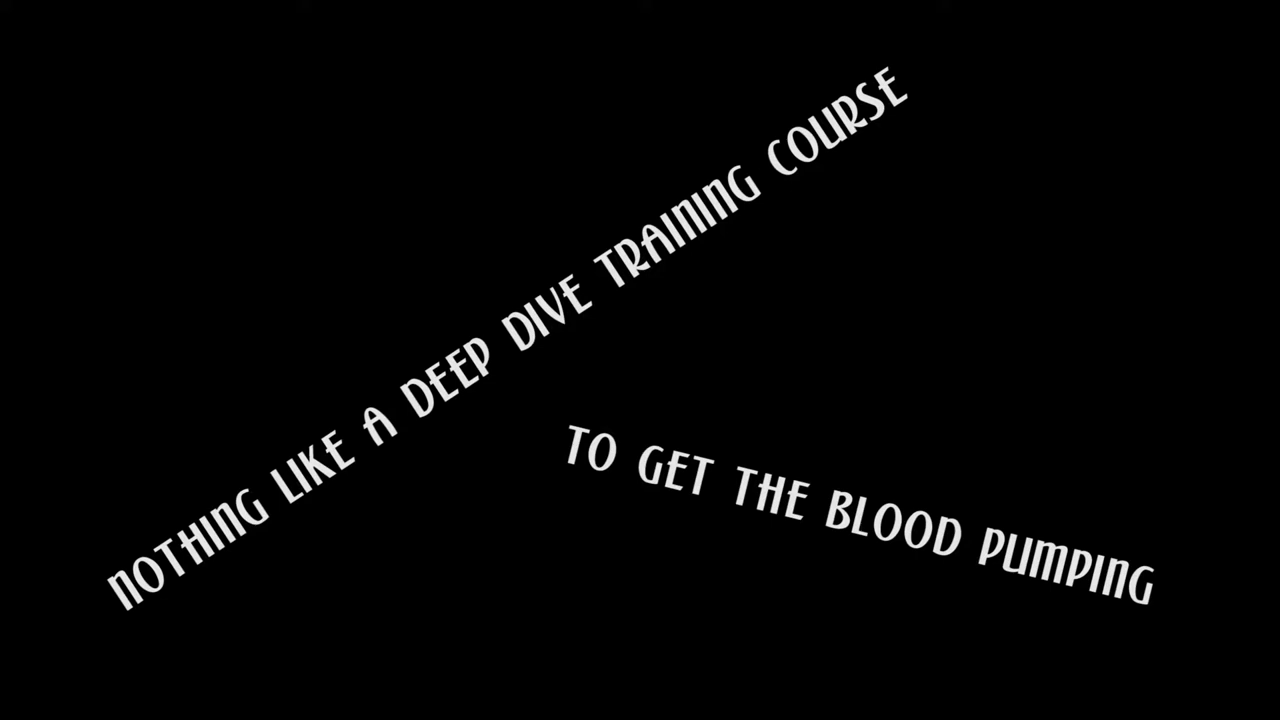 NOTHING LIKE A DEEP DIVE TRAINING COURSE
TO GET THE BLOOD PUMPING